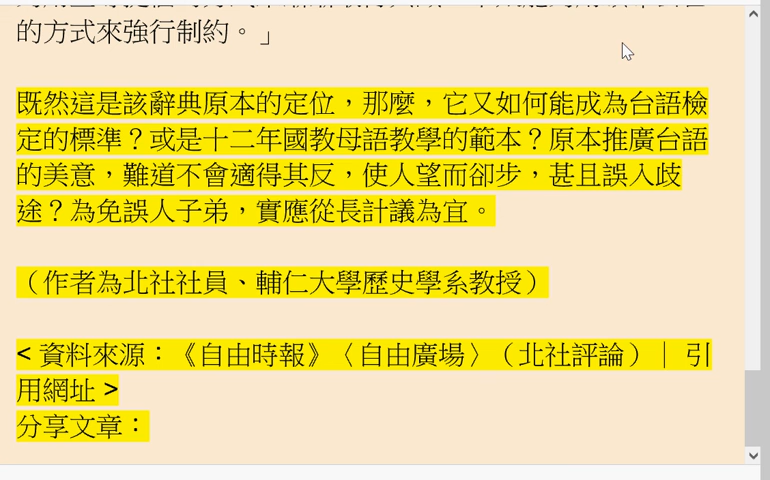 的方式來強行制約。」
既然這是該辭典原本的定位，那麼，它又如何能成為台語檢
定的標準？或是十二年國教母語教學的範本？原本推廣台語
的美意，難道不會適得其反，使人望而卻步，甚且誤入歧
途？為免誤人子弟，實應從長計議為宜。
（作者為北社社員、輔仁大學歷史學系教授）
< 資料來源：《自由時報》〈自由廣場〉（北社評論）｜ 引
用網址 >
分享文章：